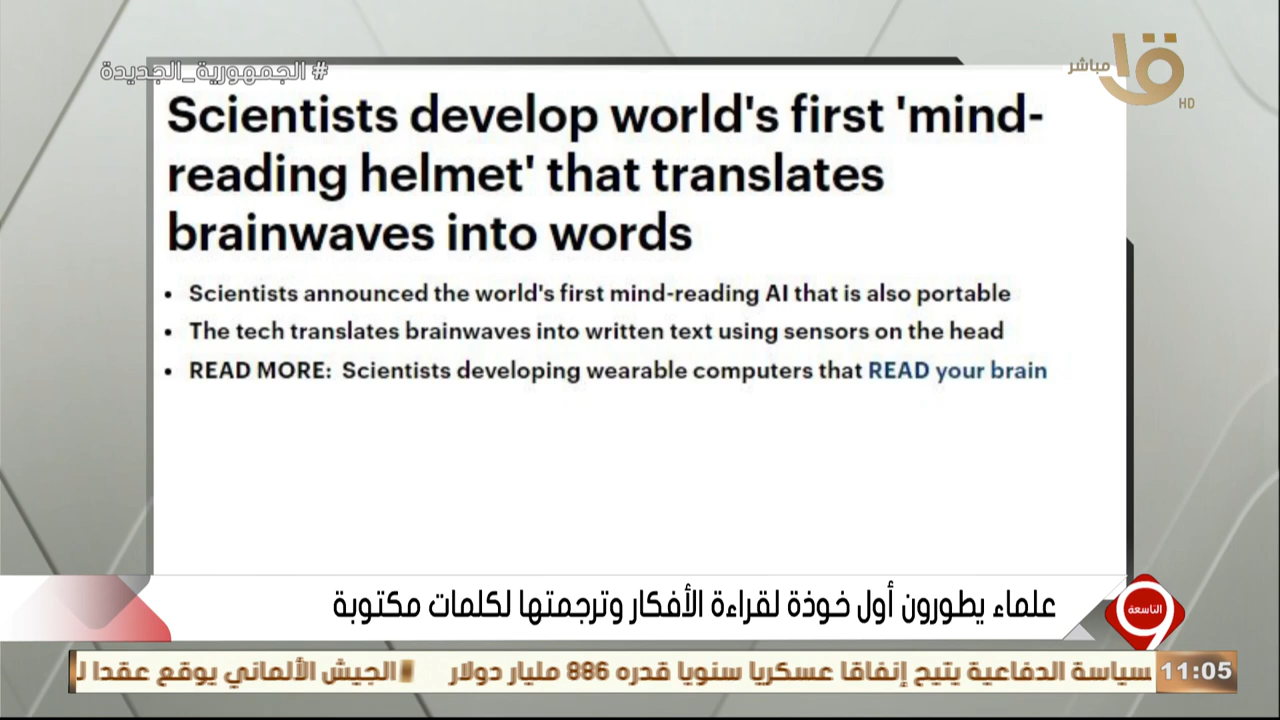 #الجمهورية_الجديدة
مباشر
HD
Scientists develop world's first 'mind-
reading helmet' that translates
brainwaves into words
• Scientists announced the world's first mind-reading AI that is also portable
• The tech translates brainwaves into written text using sensors on the head
• READ MORE: Scientists developing wearable computers that READ your brain
علماء يطورون أول خوذة لقراءة الأفكار وترجمتها لكلمات مكتوبة
التاسعة
9
11:05
سياسة الدفاعية يتيح إنفاقا عسكريا سنويا قدره 886 مليار دولار الجيش الألماني يوقع عقدا ل